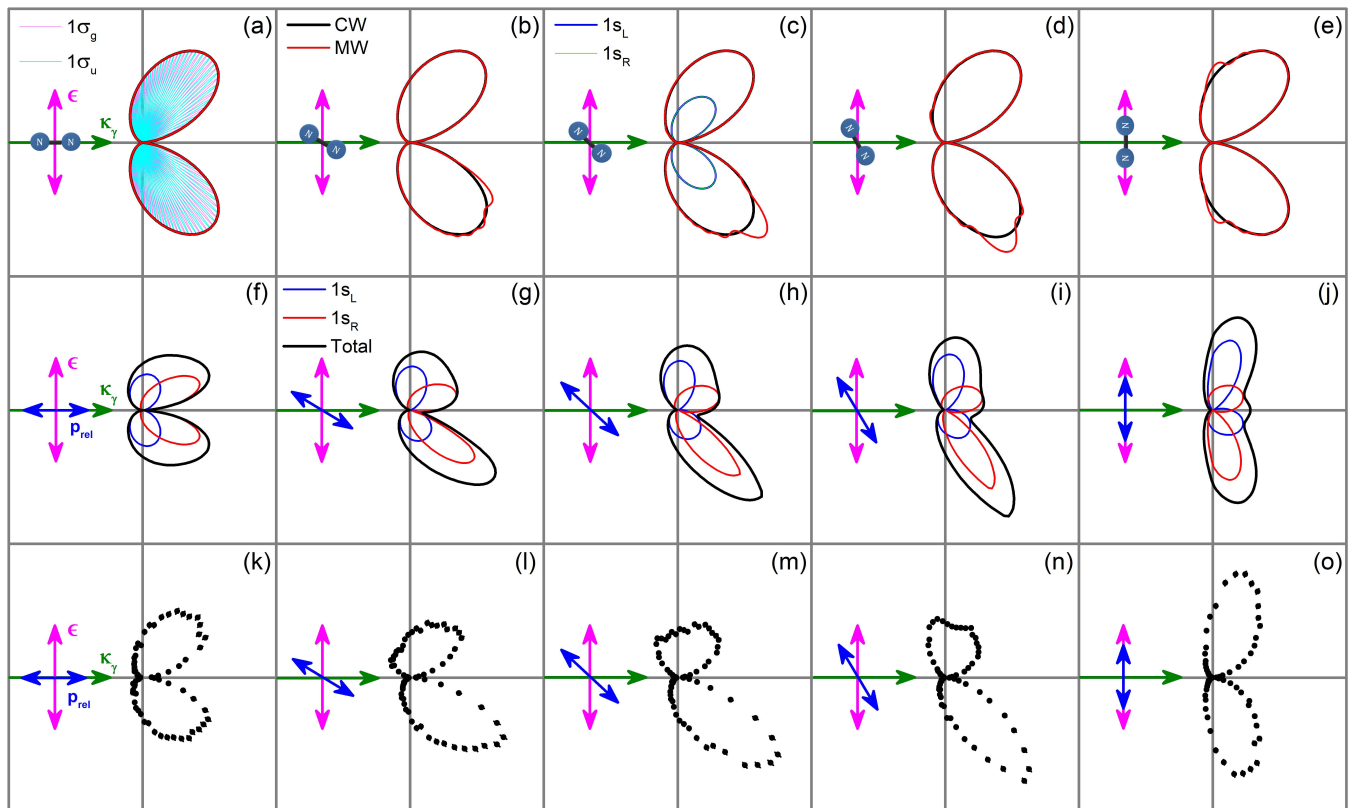 1σg
1σu
(a)
ϵ
κγ
N N
CW
MW
(b)
N N
1sL
1sR
(c)
N N
(d)
N N
(e)
N
N
(f)
ϵ
κγ
prel
1sL
1sR
Total
(g)
(h)
(i)
(j)
(k)
ϵ
κγ
prel
(l)
(m)
(n)
(o)